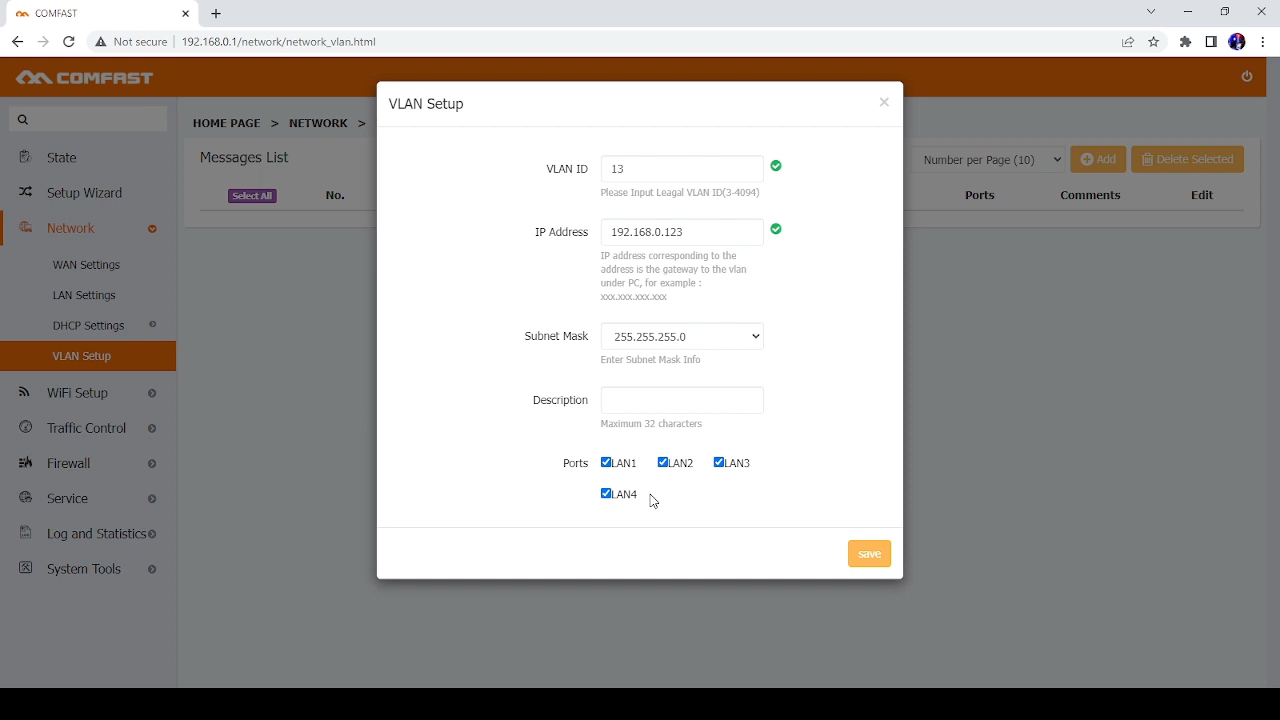 COMFAST
Not secure 192.168.0.1/network/network_vlan.html
COMFAST
HOME PAGE > NETWORK >
Messages List
Number per Page (10) Add Delete Selected
Select All No. Ports Comments Edit
State
Setup Wizard
Network
WAN Settings
LAN Settings
DHCP Settings
VLAN Setup
WiFi Setup
Traffic Control
Firewall
Service
Log and Statistics
System Tools
VLAN Setup
VLAN ID 13
Please Input Leagal VLAN ID(3-4094)
IP Address 192.168.0.123
IP address corresponding to the
address is the gateway to the vlan
under PC, for example :
xxx.xxx.xxx.xxx
Subnet Mask 255.255.255.0
Enter Subnet Mask Info
Description
Maximum 32 characters
Ports LAN1 LAN2 LAN3
LAN4
save